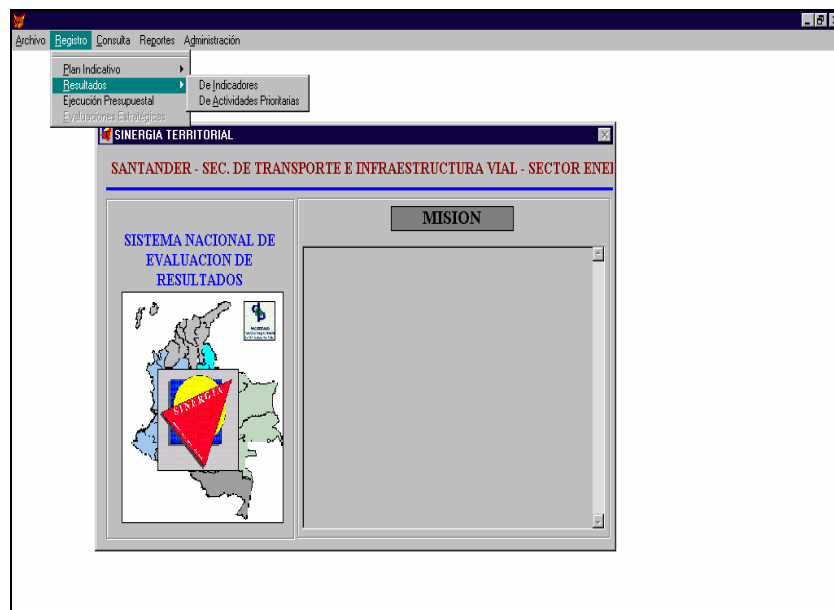 Archivo Registro Consulta Reportes Administración
Plan Indicativo
Resultados
Ejecución Presupuestal
Evaluaciones Estratégicas
De Indicadores
De Actividades Prioritarias
SINERGIA TERRITORIAL
SANTANDER - SEC. DE TRANSPORTE E INFRAESTRUCTURA VIAL - SECTOR ENE
SISTEMA NACIONAL DE
EVALUACION DE
RESULTADOS
SINERGIA
MISION